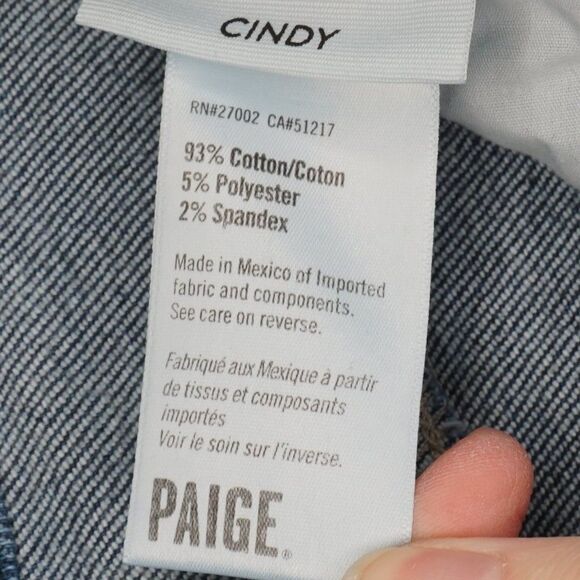 CINDY
RN#27002 CA#51217
93% Cotton/Coton
5% Polyester
2% Spandex
Made in Mexico of Imported
fabric and components.
See care on reverse.
Fabriqué aux Mexique à partir
de tissus et composants
importés
Voir le soin sur l'inverse.
PAIGE®